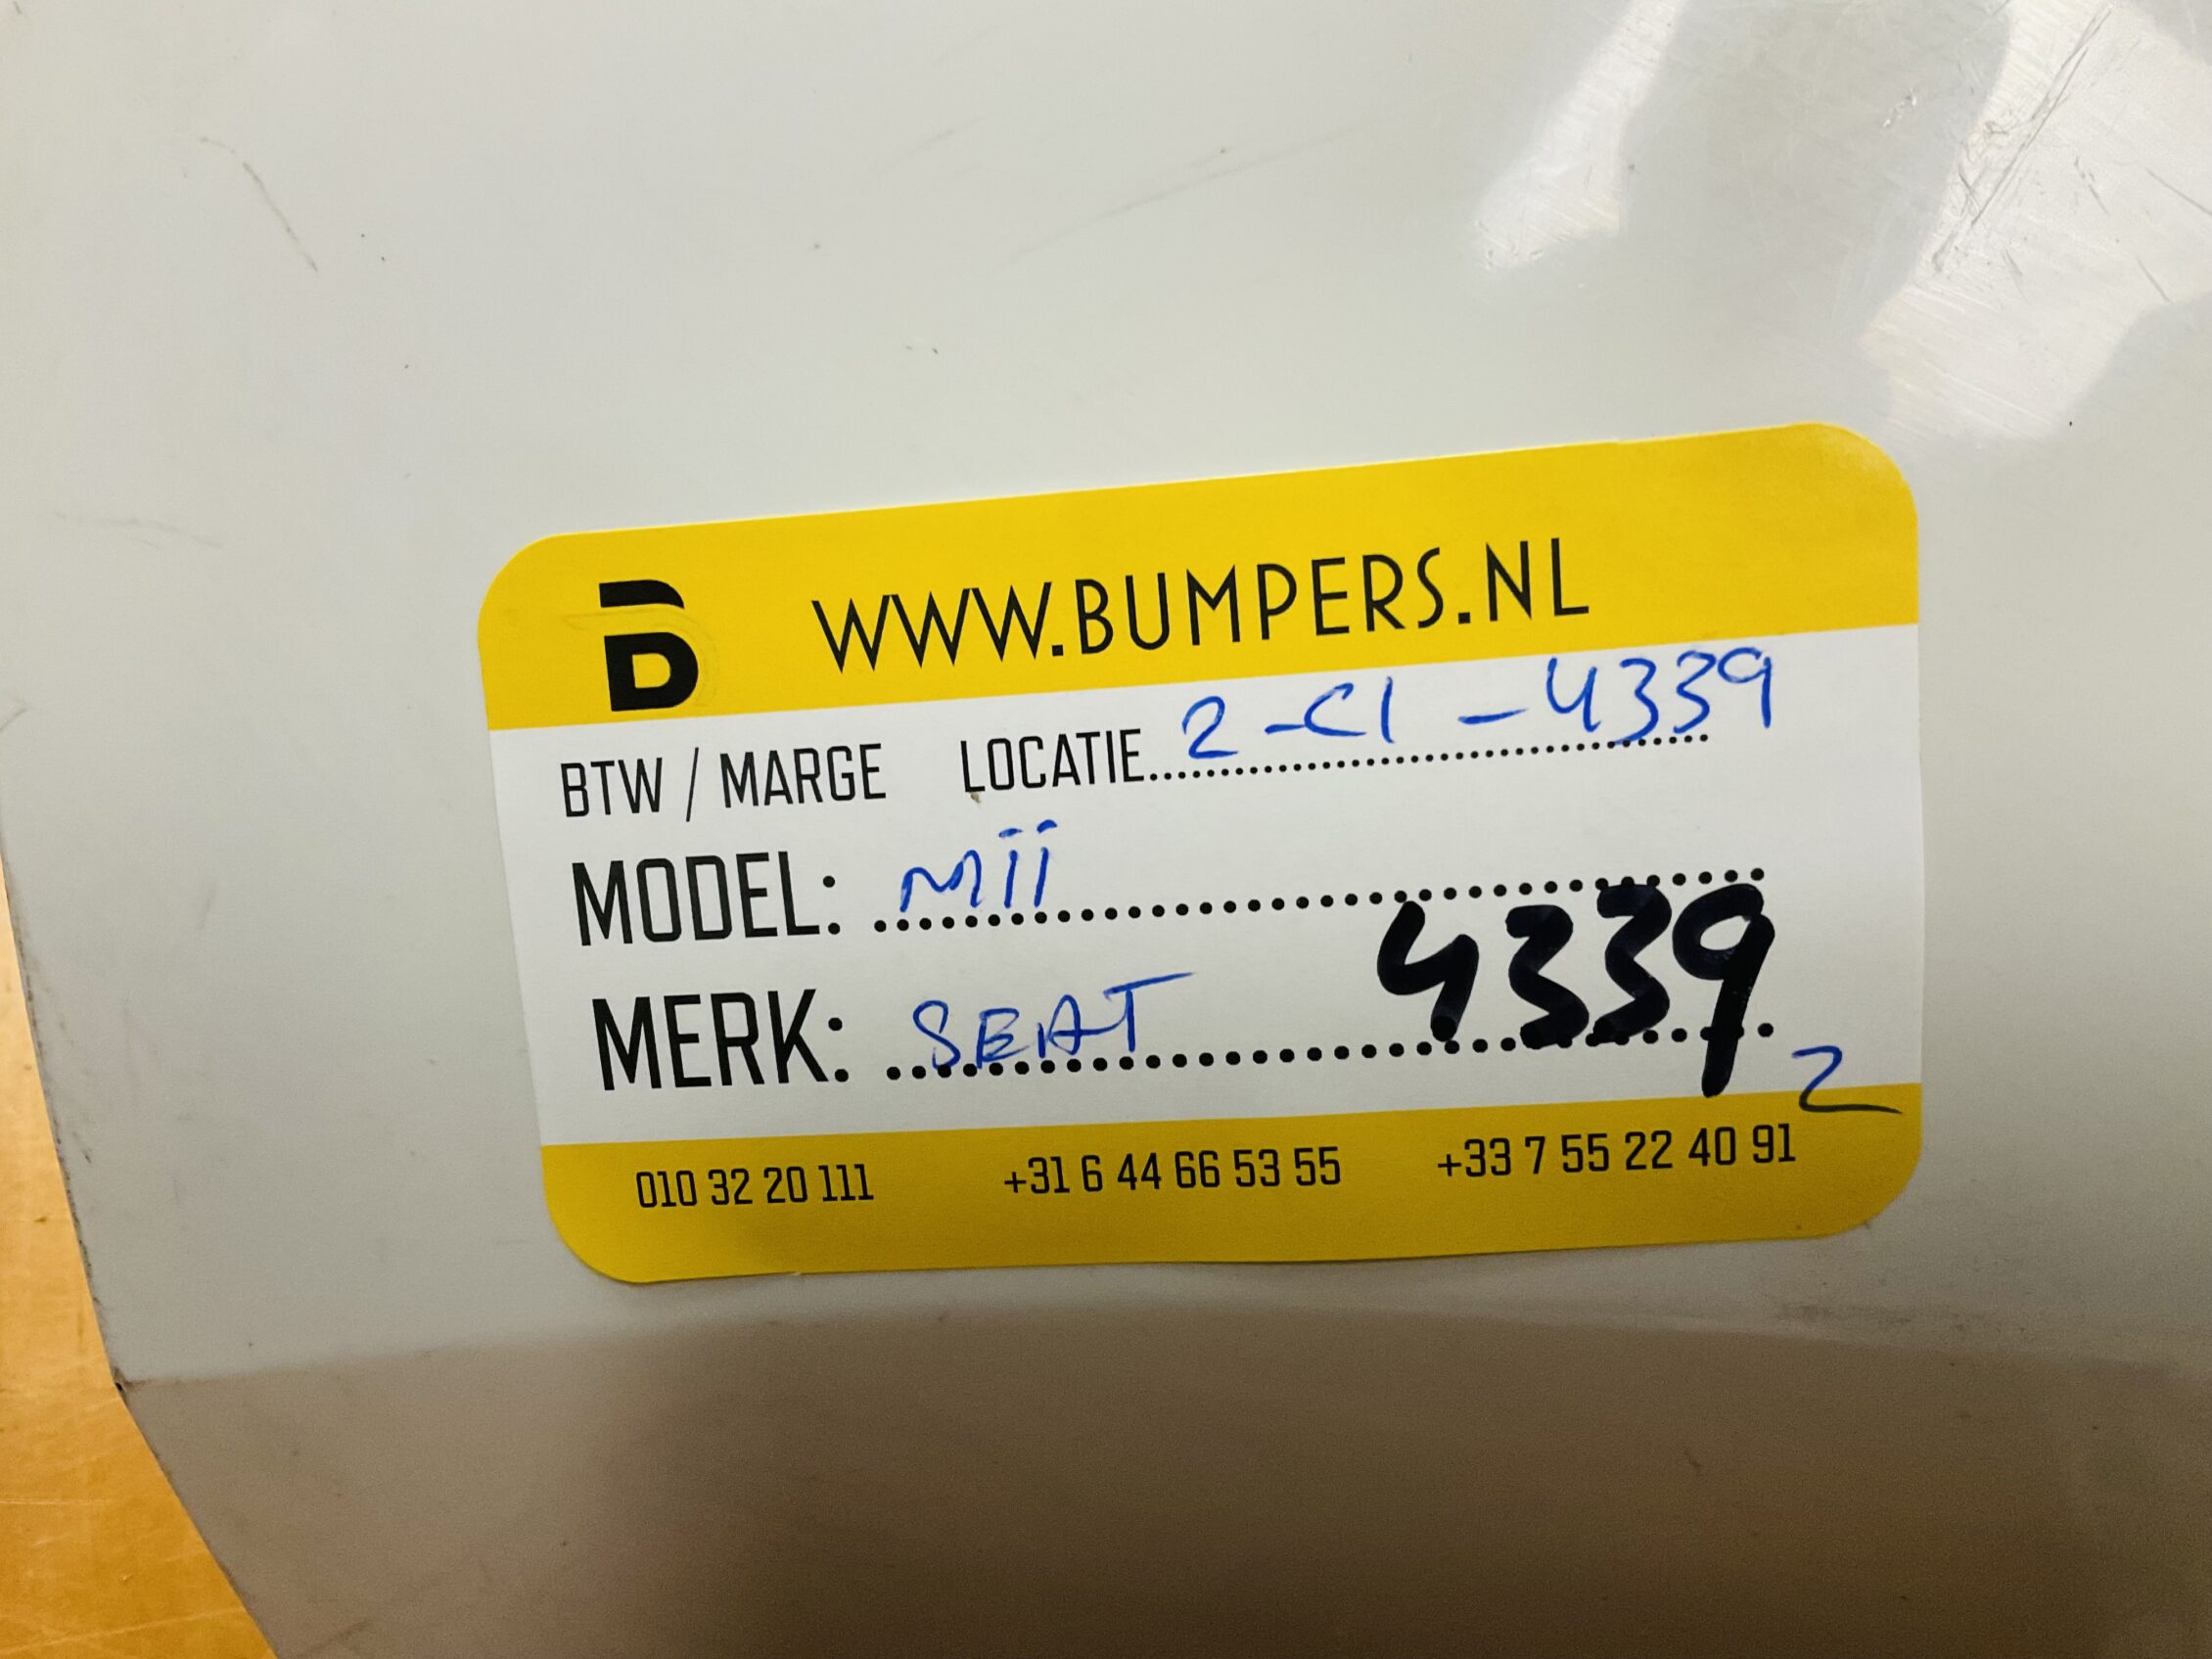 B WWW.BUMPERS.NL
BTW / MARGE LOCATIE 2-C1-4339
MODEL: Mii
4339
MERK: SEAT
2
010 32 20 111 +31 6 44 66 53 55 +33 7 55 22 40 91